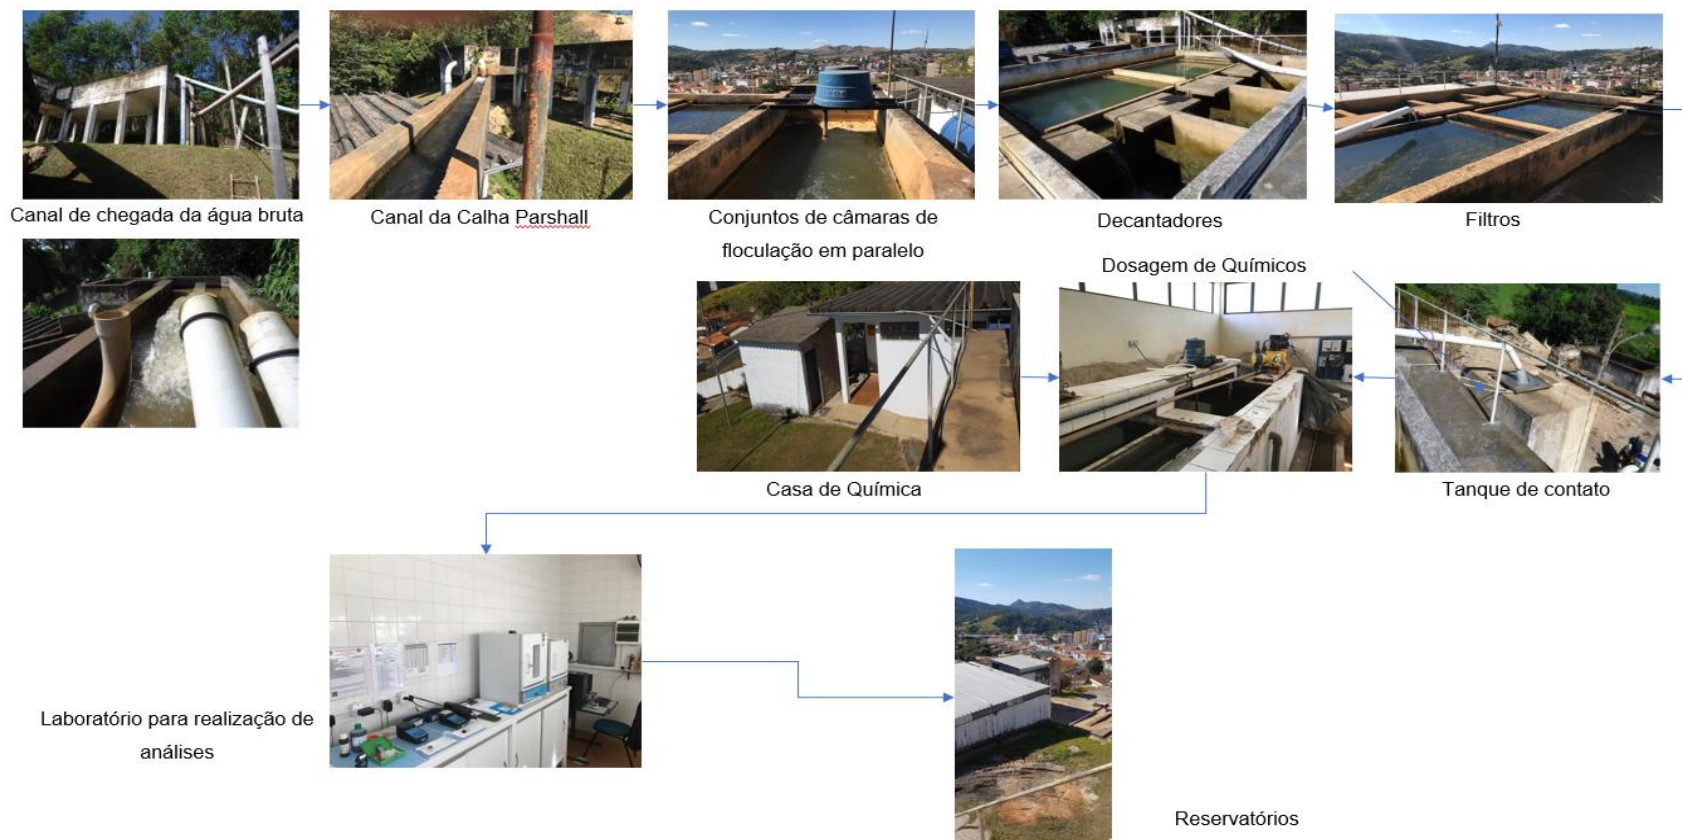 Canal de chegada da água bruta
Canal da Calha Parshall
Conjuntos de câmaras de
floculação em paralelo
Decantadores
Filtros
Dosagem de Químicos
Casa de Química
Tanque de contato
Laboratório para realização de
análises
Reservatórios